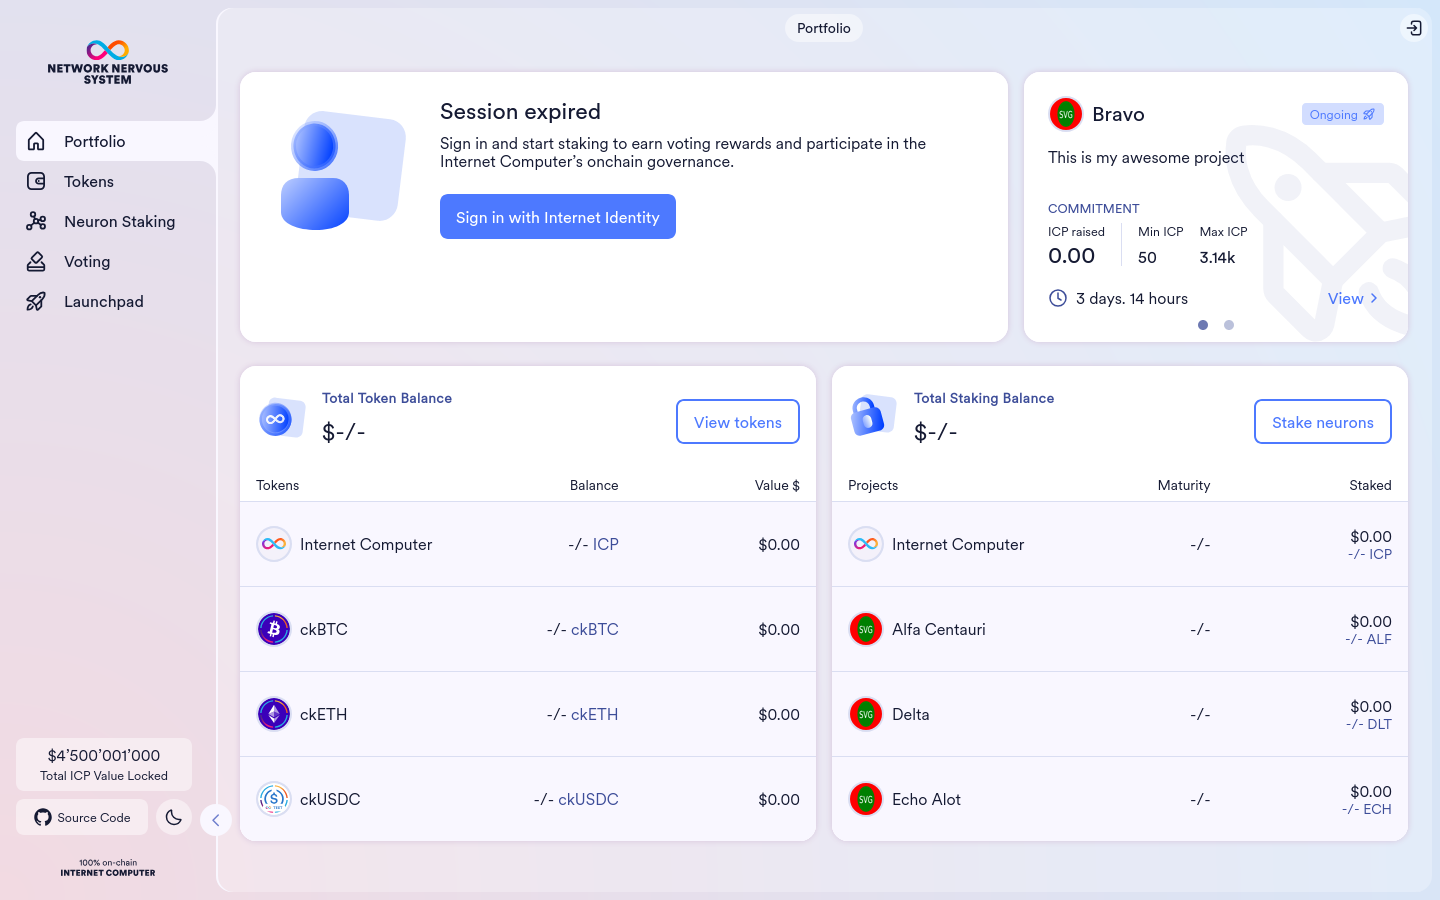 NETWORK NERVOUS
SYSTEM
Portfolio
Tokens
Neuron Staking
Voting
Launchpad
$4’500’001’000
Total ICP Value Locked
Source Code
100% on-chain
INTERNET COMPUTER
Portfolio
Session expired
Sign in and start staking to earn voting rewards and participate in the
Internet Computer’s onchain governance.
Sign in with Internet Identity
SVG
Bravo
Ongoing
This is my awesome project
COMMITMENT
ICP raised Min ICP Max ICP
0.00 50 3.14k
3 days. 14 hours View
Total Token Balance
$-/-
View tokens
Tokens Balance Value $
Internet Computer -/- ICP $0.00
ckBTC -/- ckBTC $0.00
ckETH -/- ckETH $0.00
ckUSDC -/- ckUSDC $0.00
Total Staking Balance
$-/-
Stake neurons
Projects Maturity Staked
Internet Computer -/- $0.00
-/- ICP
SVG Alfa Centauri -/- $0.00
-/- ALF
SVG Delta -/- $0.00
-/- DLT
SVG Echo Alot -/- $0.00
-/- ECH